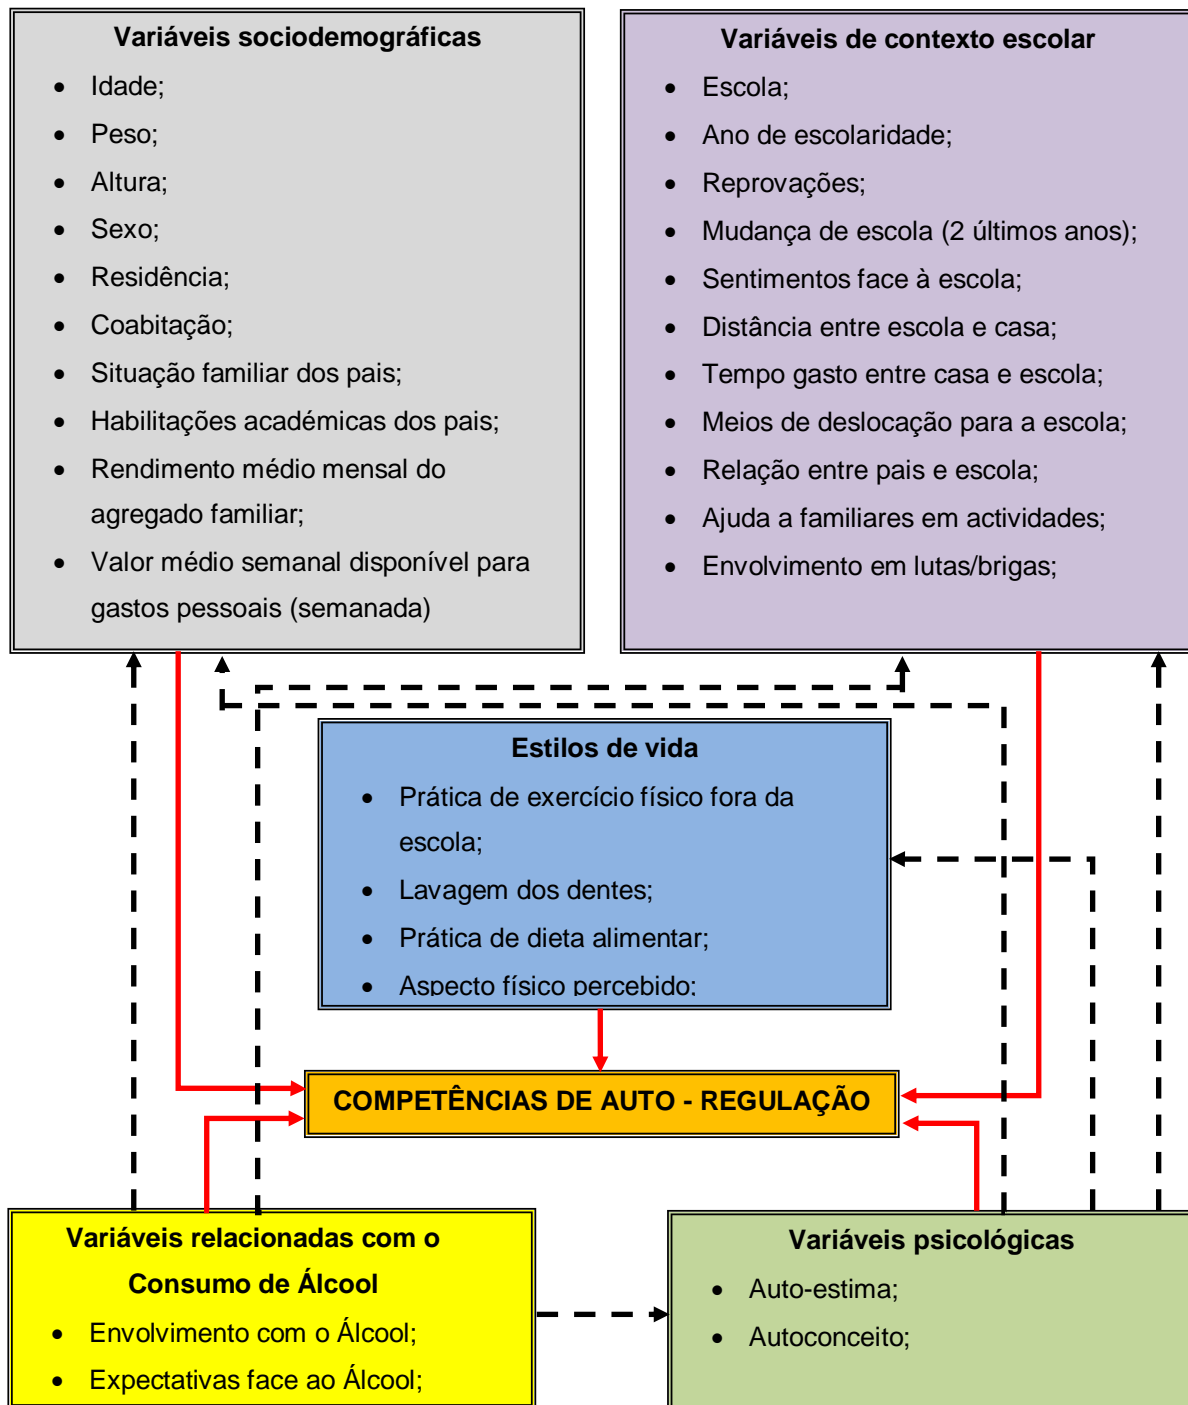 Variáveis sociodemográficas
• Idade;
• Peso;
• Altura;
• Sexo;
• Residência;
• Coabitação;
• Situação familiar dos pais;
• Habilitações académicas dos pais;
• Rendimento médio mensal do
agregado familiar;
• Valor médio semanal disponível para
gastos pessoais (semanada)
Variáveis de contexto escolar
• Escola;
• Ano de escolaridade;
• Reprovações;
• Mudança de escola (2 últimos anos);
• Sentimentos face à escola;
• Distância entre escola e casa;
• Tempo gasto entre casa e escola;
• Meios de deslocação para a escola;
• Relação entre pais e escola;
• Ajuda a familiares em actividades;
• Envolvimento em lutas/brigas;
Estilos de vida
• Prática de exercício físico fora da
escola;
• Lavagem dos dentes;
• Prática de dieta alimentar;
• Aspecto físico percebido;
COMPETÊNCIAS DE AUTO - REGULAÇÃO
Variáveis relacionadas com o
Consumo de Álcool
• Envolvimento com o Álcool;
• Expectativas face ao Álcool;
Variáveis psicológicas
• Auto-estima;
• Autoconceito;